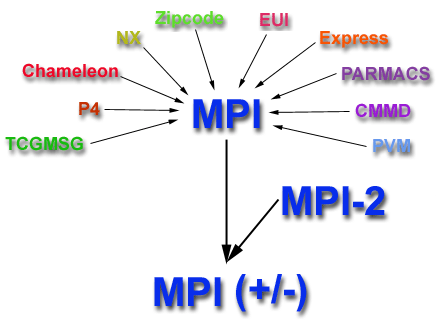 Zipcode
EUI
NX
Express
Chameleon
PARMACS
MPI
P4
CMMD
TCGMSG
PVM
MPI-2
MPI (+/-)